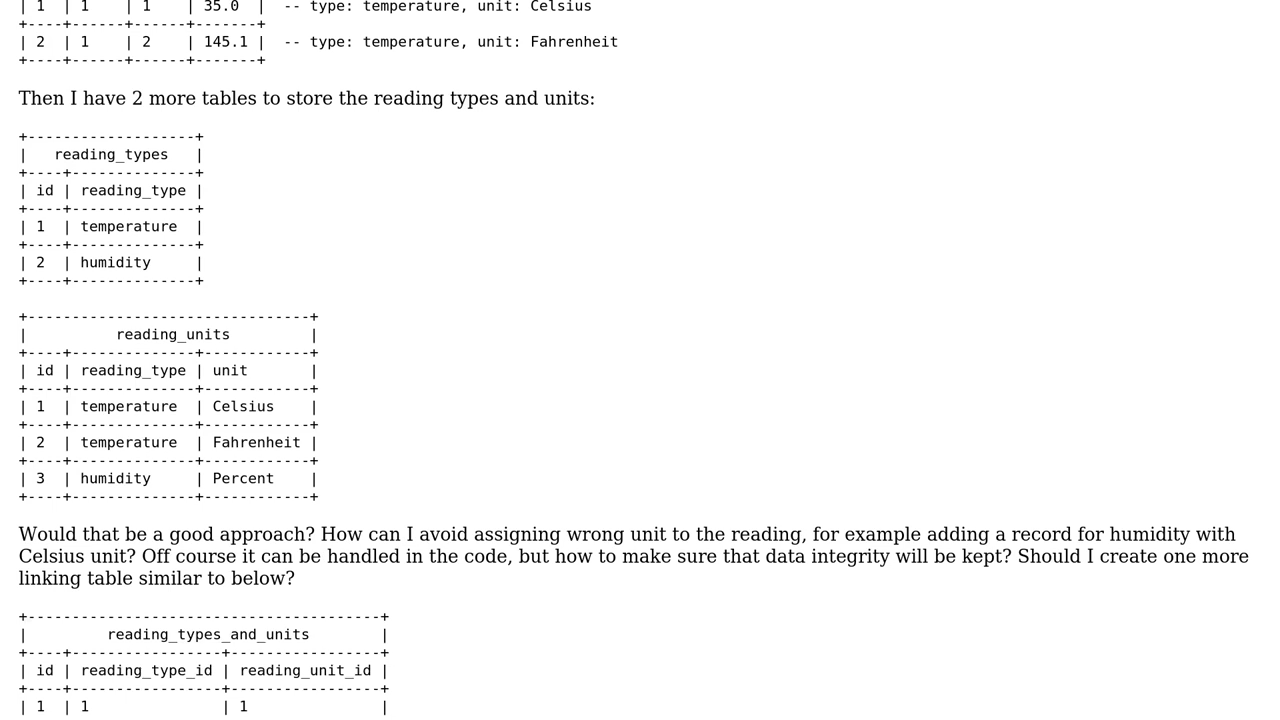 | 1  | 1    | 1    | 35.0  |  -- type: temperature, unit: Celsius
+----+------+------+-------+
| 2  | 1    | 2    | 145.1 |  -- type: temperature, unit: Fahrenheit
+----+------+------+-------+
Then I have 2 more tables to store the reading types and units:
+-------------------+
|   reading_types   |
+----+--------------+
| id | reading_type |
+----+--------------+
| 1  | temperature  |
+----+--------------+
| 2  | humidity     |
+----+--------------+
+--------------------------------+
|          reading_units         |
+----+--------------+------------+
| id | reading_type | unit       |
+----+--------------+------------+
| 1  | temperature  | Celsius    |
+----+--------------+------------+
| 2  | temperature  | Fahrenheit |
+----+--------------+------------+
| 3  | humidity     | Percent    |
+----+--------------+------------+
Would that be a good approach? How can I avoid assigning wrong unit to the reading, for example adding a record for humidity with
Celsius unit? Off course it can be handled in the code, but how to make sure that data integrity will be kept? Should I create one more
linking table similar to below?
+----------------------------------------+
|         reading_types_and_units        |
+----+-----------------+-----------------+
| id | reading_type_id | reading_unit_id |
+----+-----------------+-----------------+
| 1  | 1               | 1               |